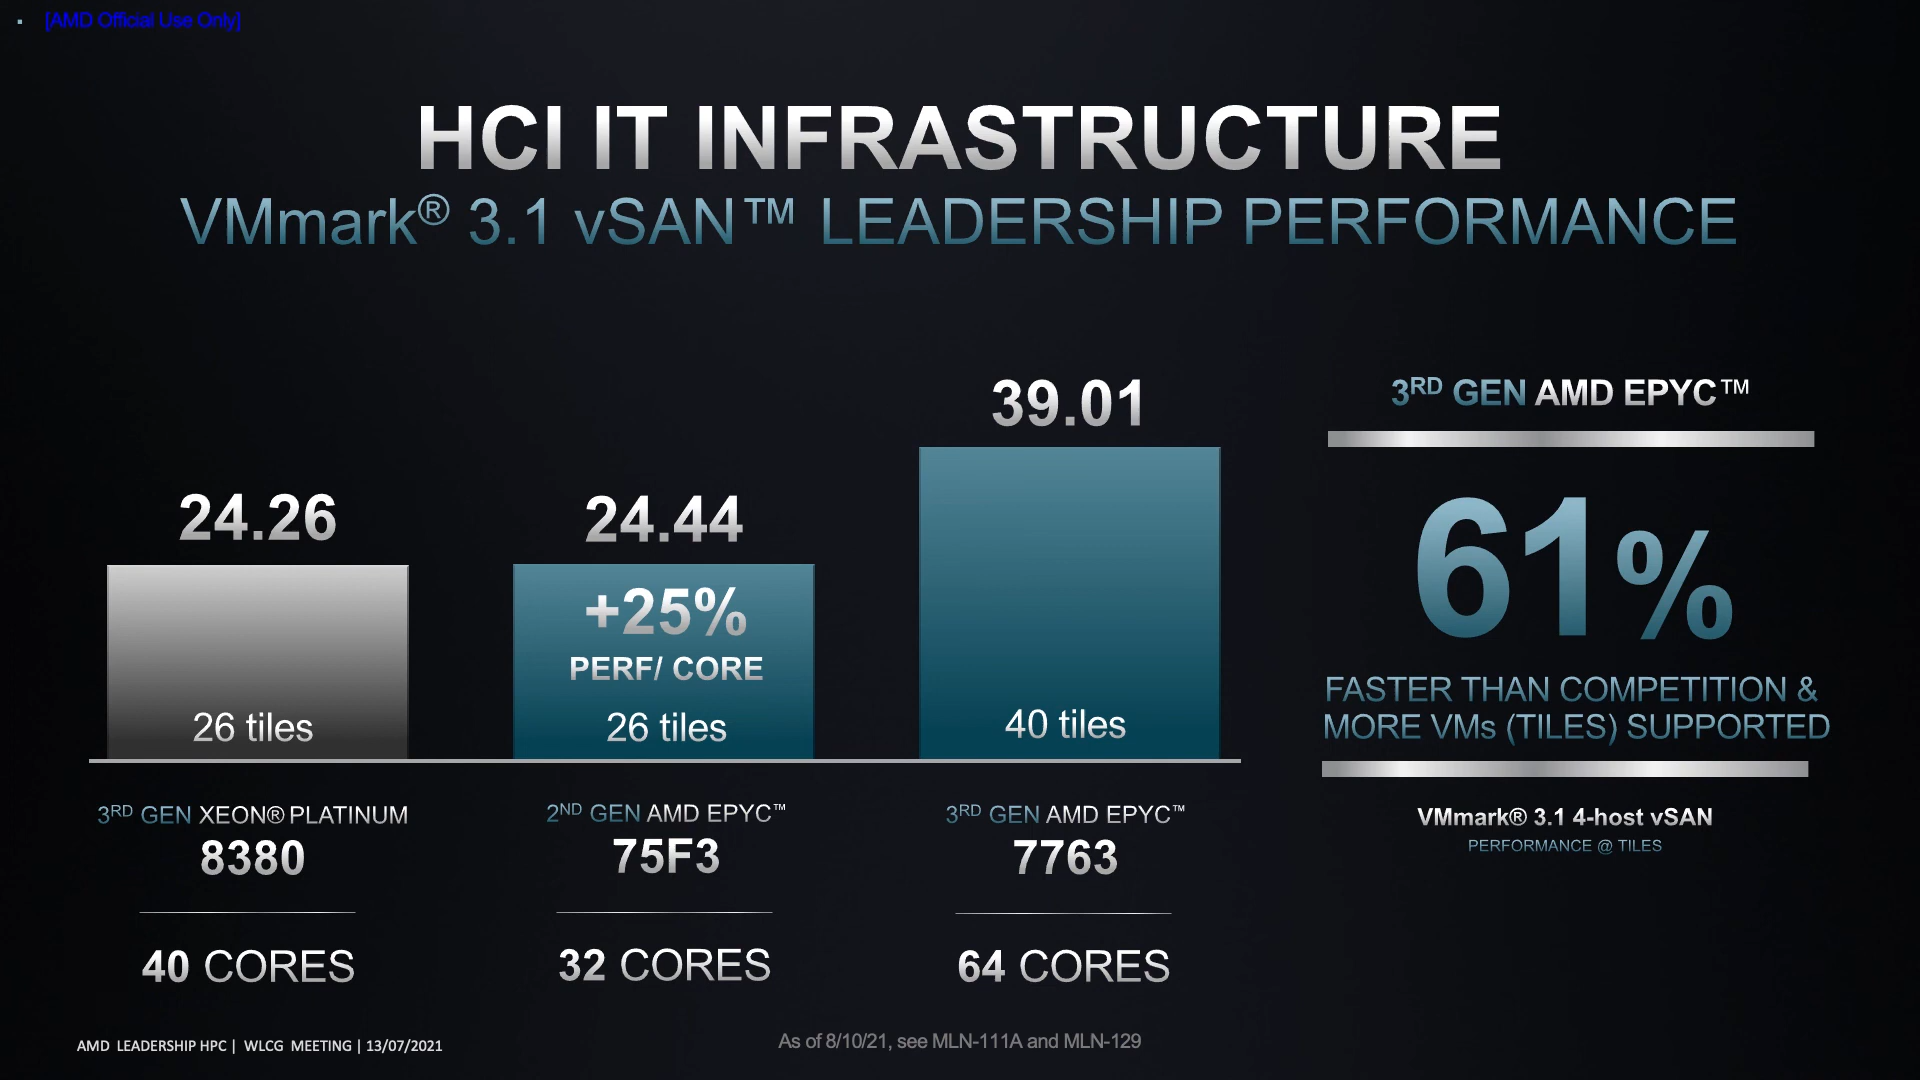 [AMD Official Use Only]
HCI IT INFRASTRUCTURE
VMmark® 3.1 vSAN™ LEADERSHIP PERFORMANCE
24.26
26 tiles
3RD GEN XEON® PLATINUM
8380
40 CORES
24.44
+25%
PERF/ CORE
26 tiles
2ND GEN AMD EPYC™
75F3
32 CORES
39.01
40 tiles
3RD GEN AMD EPYC™
7763
64 CORES
3RD GEN AMD EPYC™
61%
FASTER THAN COMPETITION &
MORE VMs (TILES) SUPPORTED
VMmark® 3.1 4-host vSAN
PERFORMANCE @ TILES
AMD LEADERSHIP HPC | WLCG MEETING | 13/07/2021
As of 8/10/21, see MLN-111A and MLN-129